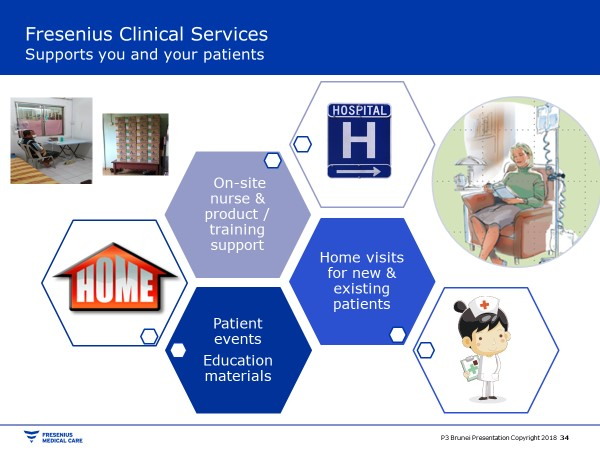 Fresenius Clinical Services
Supports you and your patients
HOSPITAL
H
On-site
nurse &
product /
training
support
Home visits
for new &
existing
patients
HOME
Patient
events
Education
materials
FRESENIUS
MEDICAL CARE
P3 Brunei Presentation Copyright 2018 34